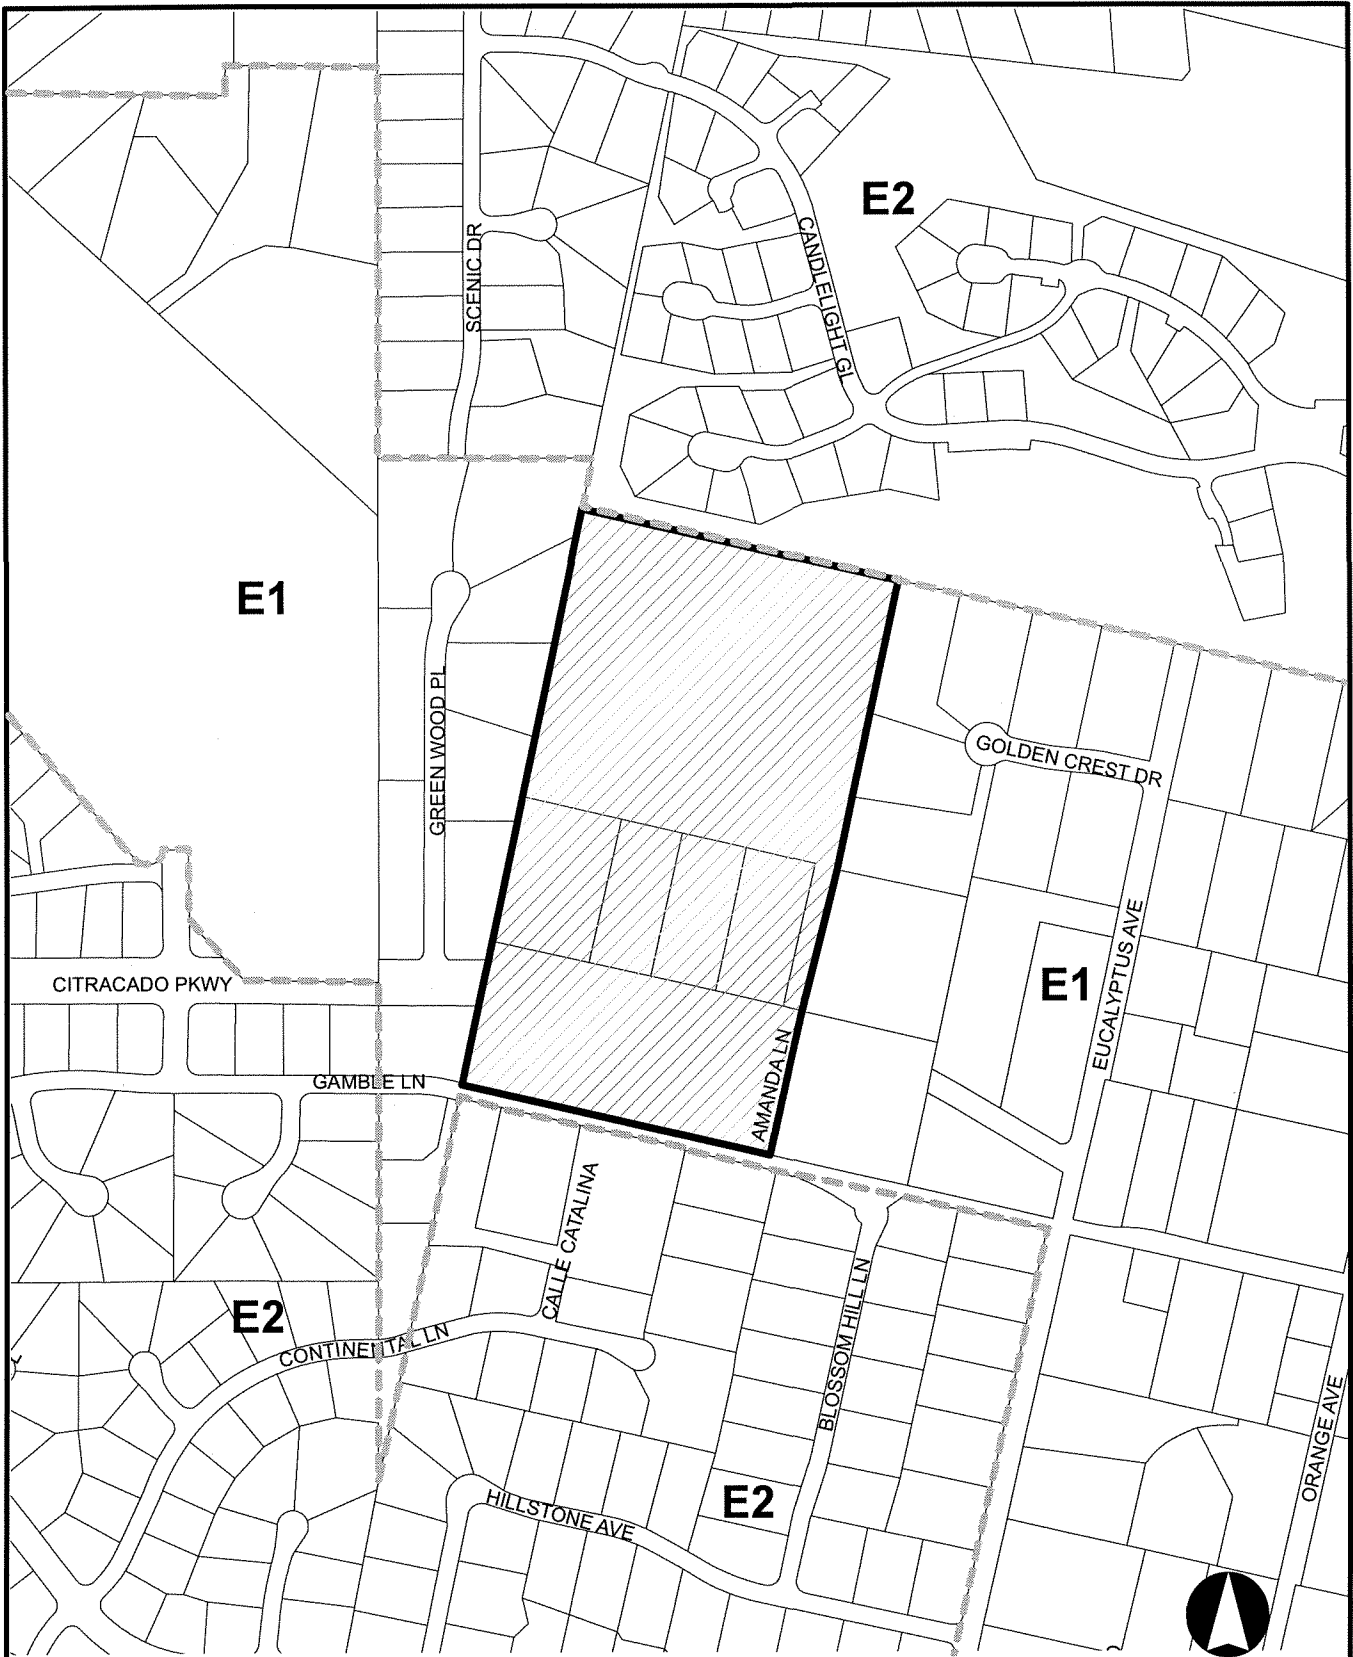 E2
SCENIC DR
CANDLELIGHT GL
E1
GREEN WOOD PL
GOLDEN CREST DR
EUCALYPTUS AVE
E1
CITRACADO PKWY
AMANDA LN
GAMBLE LN
CALLE CATALINA
E2
CONTINENTAL LN
BLOSSOM HILL LN
ORANGE AVE
E2
HILLSTONE AVE